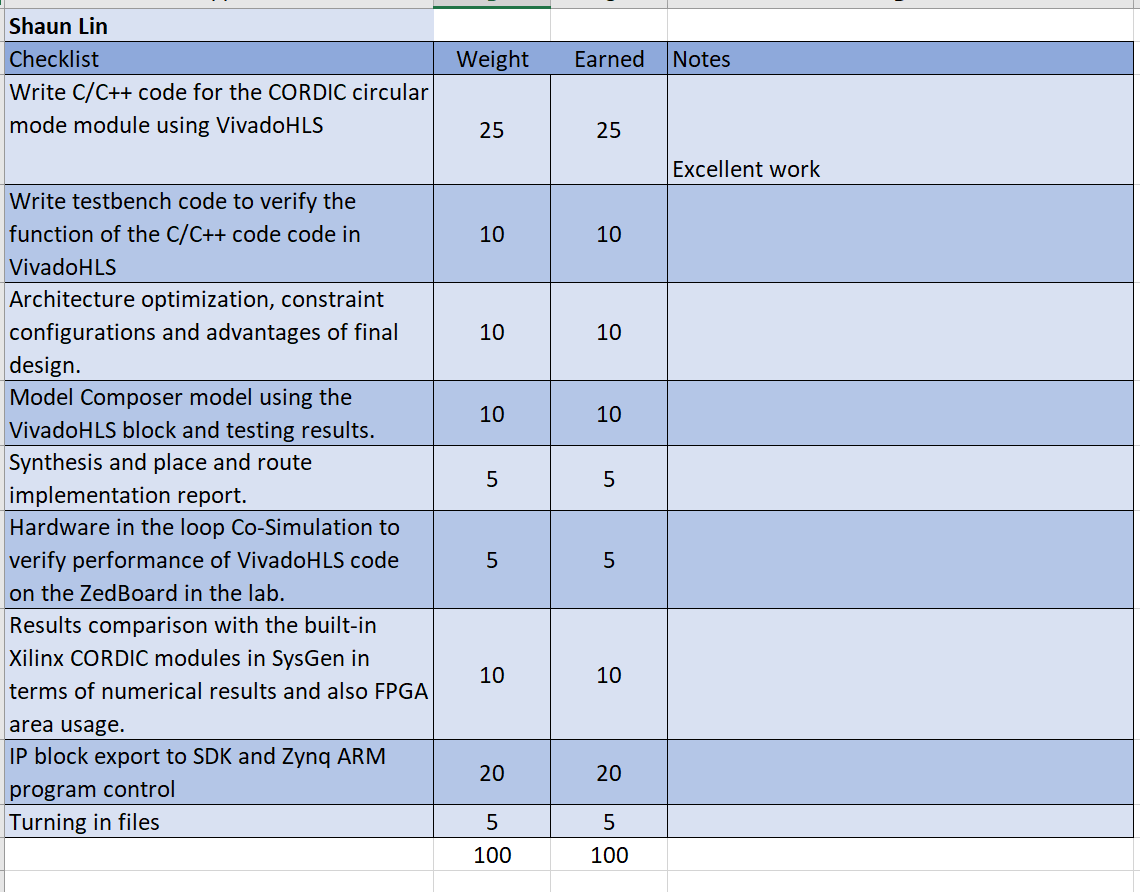 Shaun Lin
Checklist Weight Earned Notes
Write C/C++ code for the CORDIC circular
mode module using VivadoHLS
25 25
Excellent work
Write testbench code to verify the
function of the C/C++ code code in
VivadoHLS
10 10
Architecture optimization, constraint
configurations and advantages of final
design.
10 10
Model Composer model using the
VivadoHLS block and testing results.
10 10
Synthesis and place and route
implementation report.
5 5
Hardware in the loop Co-Simulation to
verify performance of VivadoHLS code
on the ZedBoard in the lab.
5 5
Results comparison with the built-in
Xilinx CORDIC modules in SysGen in
terms of numerical results and also FPGA
area usage.
10 10
IP block export to SDK and Zynq ARM
program control
20 20
Turning in files 5 5
100 100